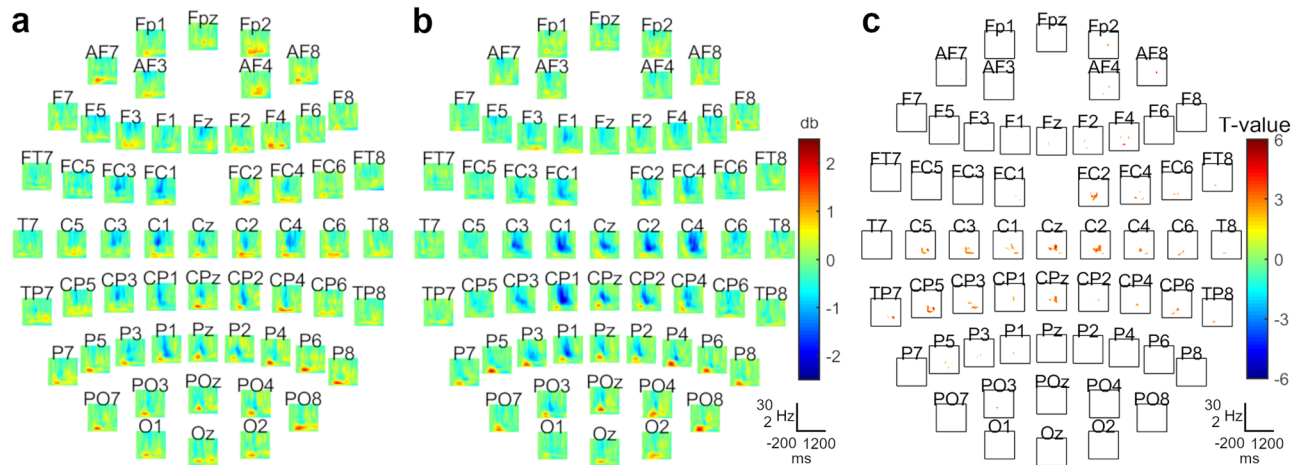 a
Fp1 Fpz Fp2
AF7 AF3 AF4 AF8
F7 F5 F3 F1 Fz F2 F4 F6 F8
FT7 FC5 FC3 FC1 FC2 FC4 FC6 FT8
T7 C5 C3 C1 Cz C2 C4 C6 T8
TP7 CP5 CP3 CP1 CPz CP2 CP4 CP6 TP8
P7 P5 P3 P1 Pz P2 P4 P6 P8
PO7 PO3 POz PO4 PO8
O1 Oz O2
b
Fp1 Fpz Fp2
AF7 AF3 AF4 AF8
F7 F5 F3 F1 Fz F2 F4 F6 F8
FT7 FC5 FC3 FC1 FC2 FC4 FC6 FT8
T7 C5 C3 C1 Cz C2 C4 C6 T8
TP7 CP5 CP3 CP1 CPz CP2 CP4 CP6 TP8
P7 P5 P3 P1 Pz P2 P4 P6 P8
PO7 PO3 POz PO4 PO8
O1 Oz O2
db
2
1
0
-1
-2
30
2 Hz
-200 1200
ms
c
Fp1 Fpz Fp2
AF7 AF3 AF4 AF8
F7 F5 F3 F1 Fz F2 F4 F6 F8
FT7 FC5 FC3 FC1 FC2 FC4 FC6 FT8
T7 C5 C3 C1 Cz C2 C4 C6 T8
TP7 CP5 CP3 CP1 CPz CP2 CP4 CP6 TP8
P7 P5 P3 P1 Pz P2 P4 P6 P8
PO7 PO3 POz PO4 PO8
O1 Oz O2
T-value
6
3
0
-3
-6
30
2 Hz
-200 1200
ms